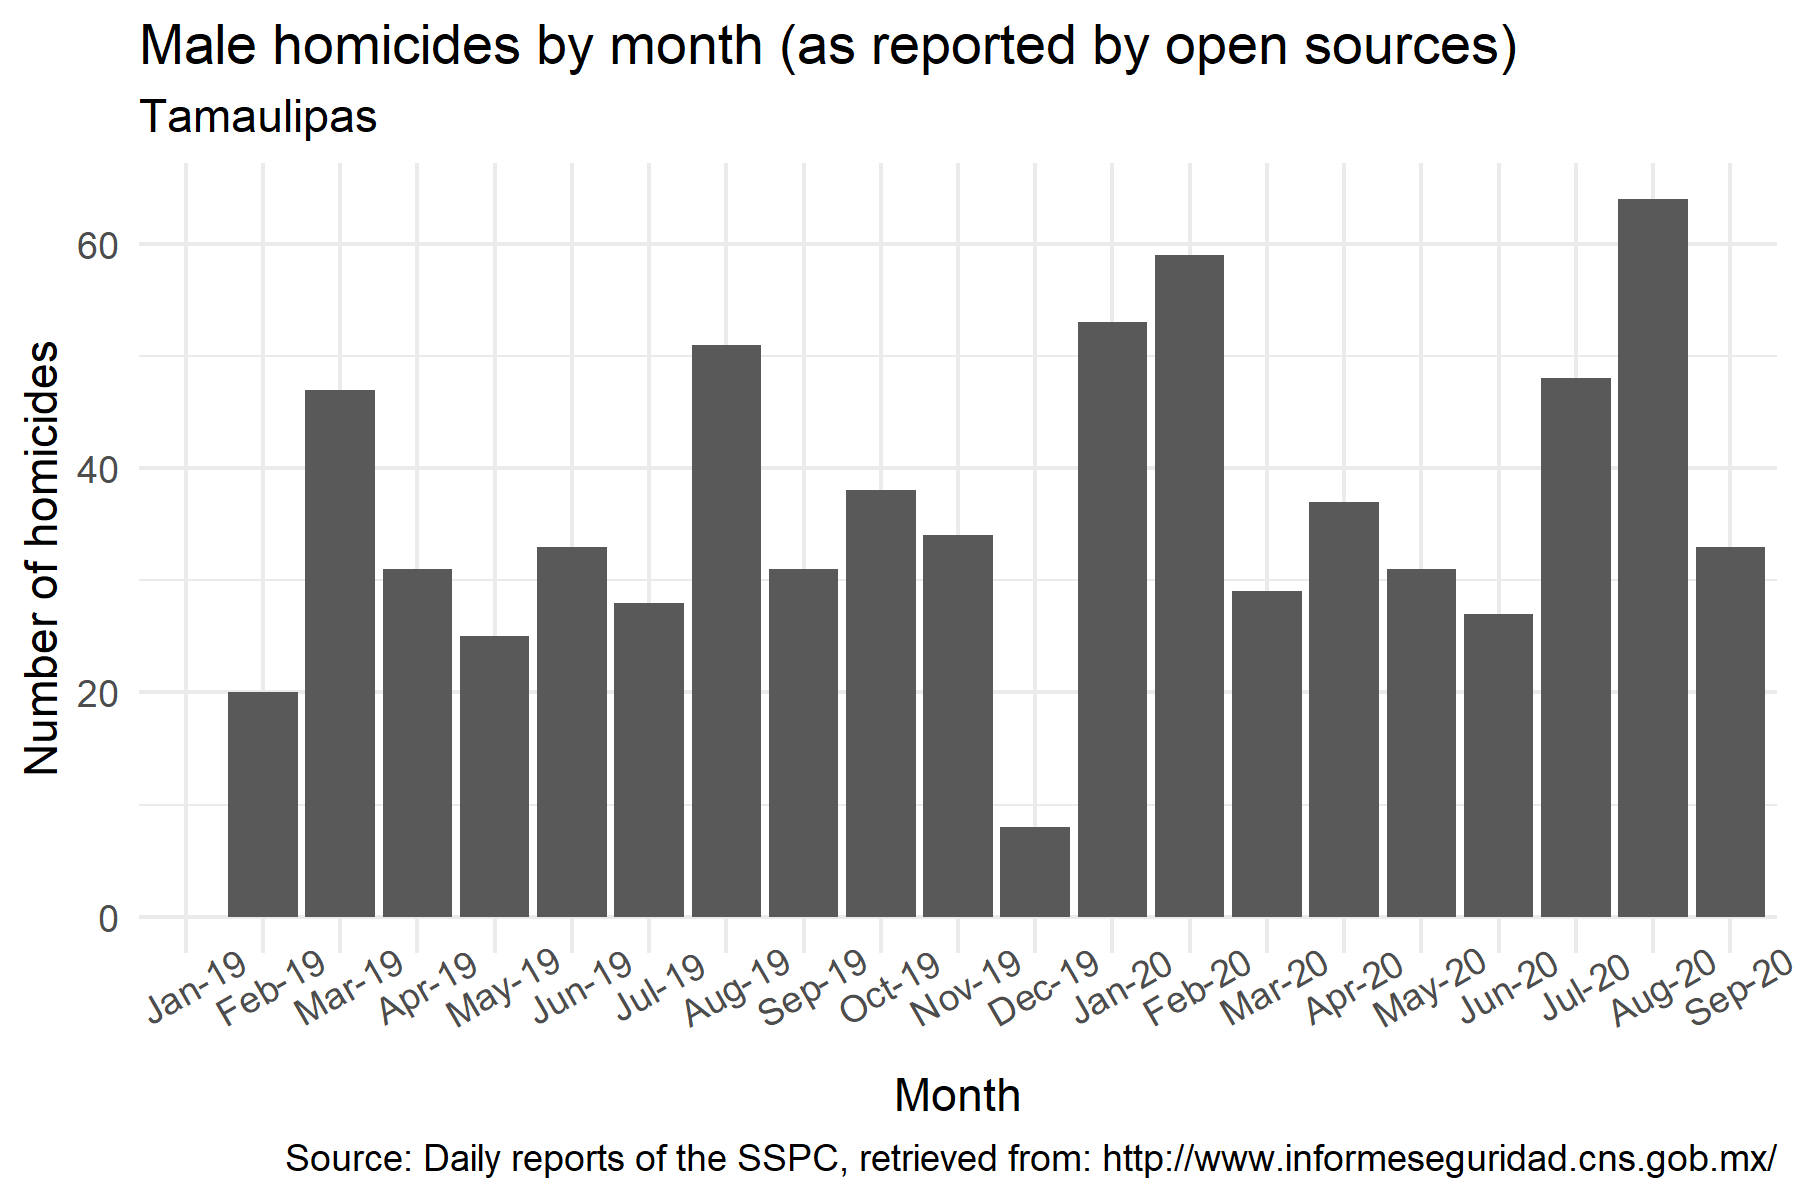 Male homicides by month (as reported by open sources)
Tamaulipas
Number of homicides
60
40
20
0
Jan-19
Feb-19
Mar-19
Apr-19
May-19
Jun-19
Jul-19
Aug-19
Sep-19
Oct-19
Nov-19
Dec-19
Jan-20
Feb-20
Mar-20
Apr-20
May-20
Jun-20
Jul-20
Aug-20
Sep-20
Month
Source: Daily reports of the SSPC, retrieved from: http://www.informeseguridad.cns.gob.mx/